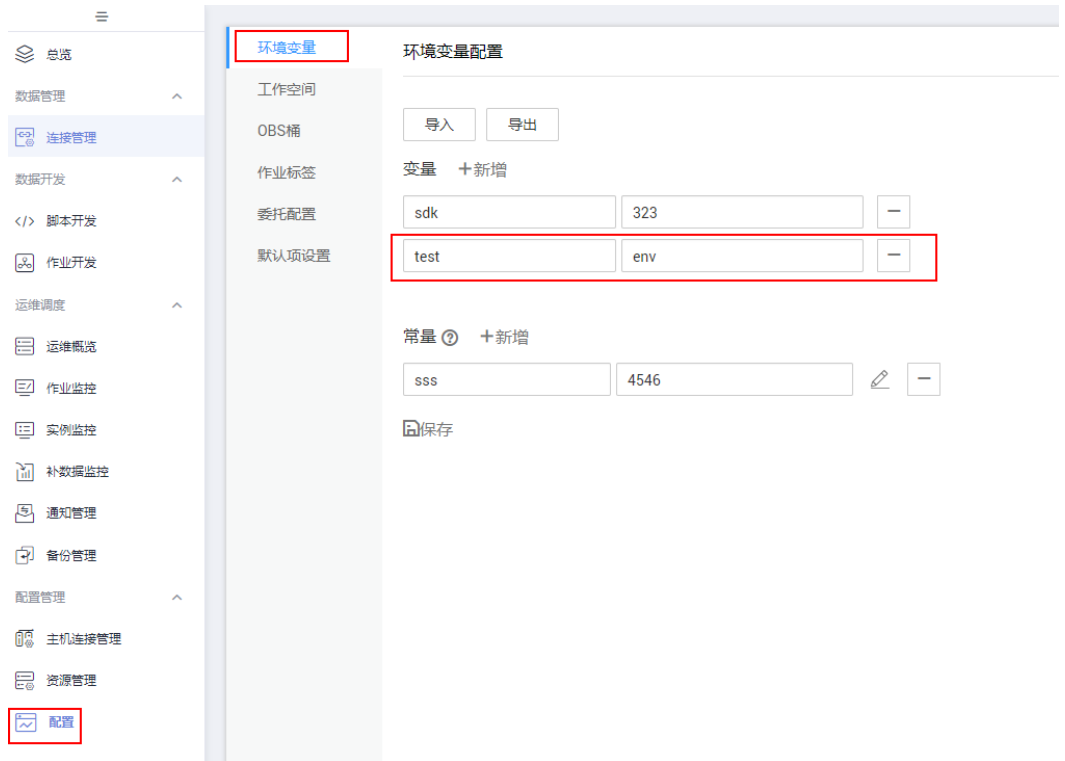 总览
数据管理
连接管理
数据开发
</> 脚本开发
作业开发
运维调度
运维概览
作业监控
实例监控
补数据监控
通知管理
备份管理
配置管理
主机连接管理
资源管理
配置
环境变量
工作空间
OBS桶
作业标签
委托配置
默认项设置
环境变量配置
导入 导出
变量 +新增
sdk 323 —
test env —
常量 ? +新增
sss 4546 —
保存